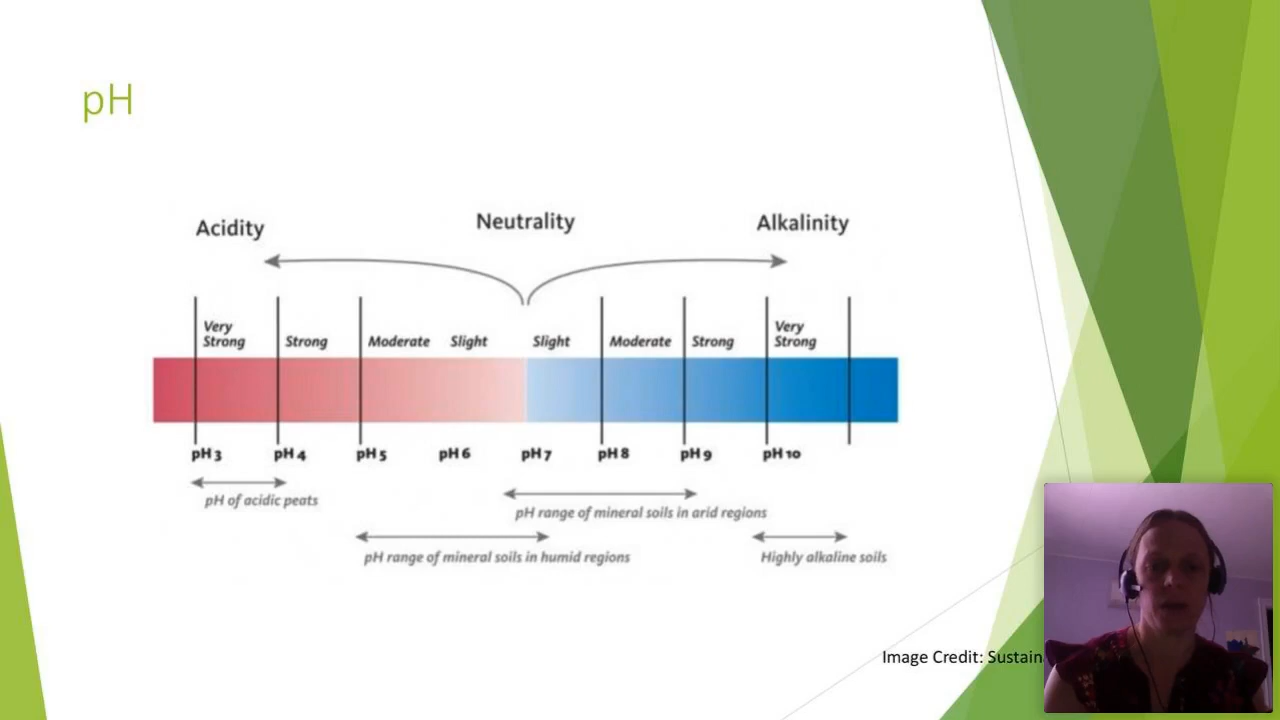 pH
Acidity
Neutrality
Alkalinity
Very
Strong
Strong
Moderate
Slight
Slight
Moderate
Strong
Very
Strong
pH 3
pH 4
pH 5
pH 6
pH 7
pH 8
pH 9
pH 10
pH of acidic peats
pH range of mineral soils in arid regions
pH range of mineral soils in humid regions
Highly alkaline soils
Image Credit: Sustain